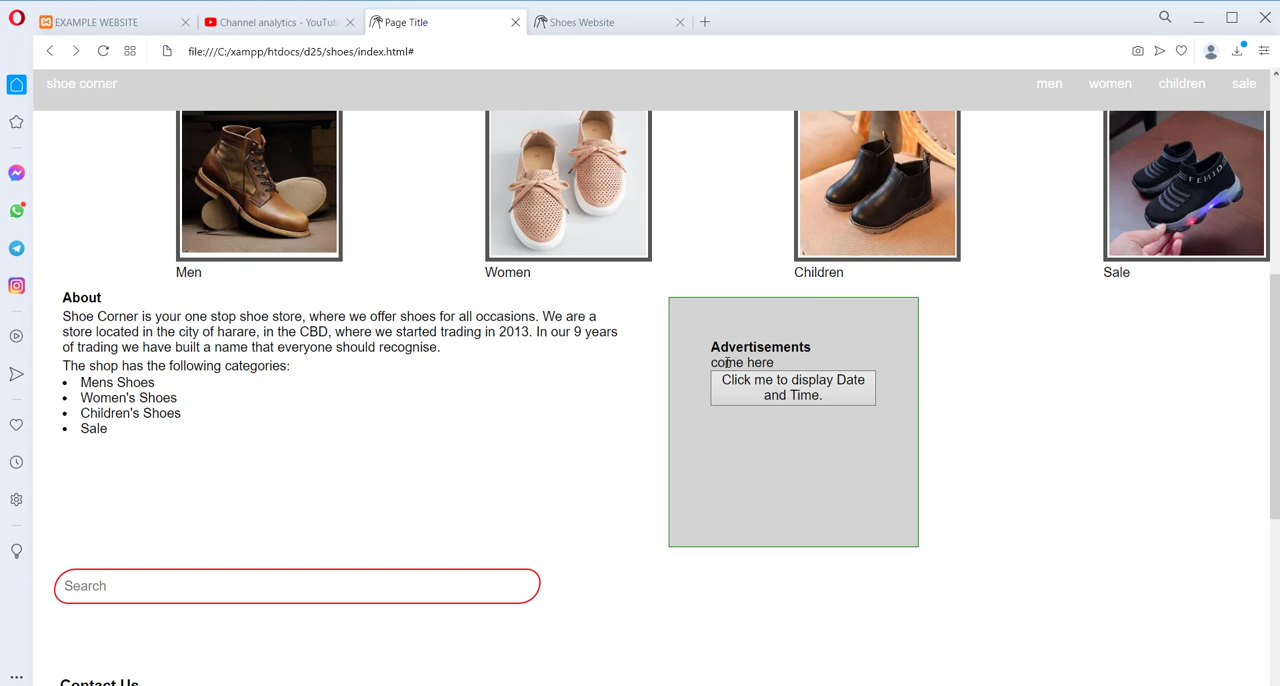 EXAMPLE WEBSITE
Channel analytics - YouTu
Page Title
Shoes Website
file:///C:/xampp/htdocs/d25/shoes/index.html#
shoe corner
men
women
children
sale
Men
Women
Children
Sale
About
Shoe Corner is your one stop shoe store, where we offer shoes for all occasions. We are a
store located in the city of harare, in the CBD, where we started trading in 2013. In our 9 years
of trading we have built a name that everyone should recognise.
The shop has the following categories:
• Mens Shoes
• Women's Shoes
• Children's Shoes
• Sale
Advertisements
come here
Click me to display Date
and Time.
Search
Contact Us